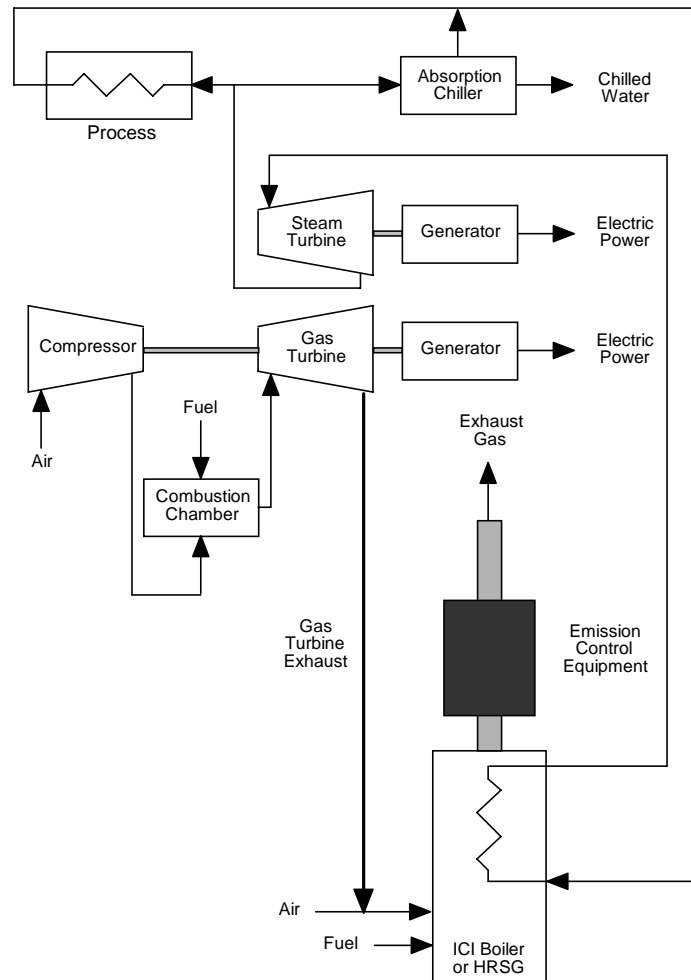 Absorption
Chiller
Chilled
Water
Process
Steam
Turbine
Generator
Electric
Power
Compressor
Gas
Turbine
Generator
Electric
Power
Air
Fuel
Combustion
Chamber
Exhaust
Gas
Gas
Turbine
Exhaust
Emission
Control
Equipment
Air
Fuel
ICI Boiler
or HRSG